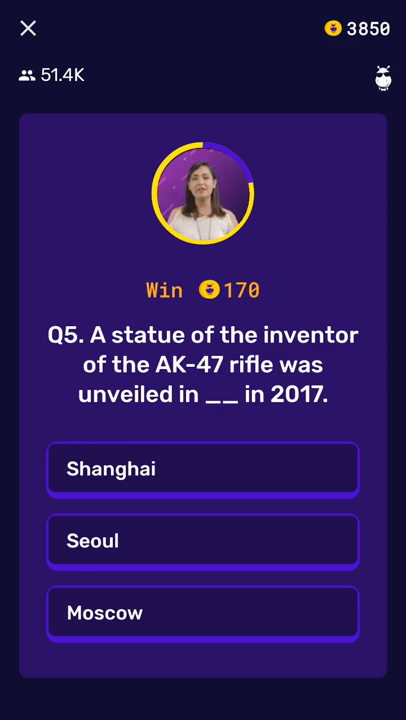 3850
51.4K
Win 170
Q5. A statue of the inventor
of the AK-47 rifle was
unveiled in __ in 2017.
Shanghai
Seoul
Moscow